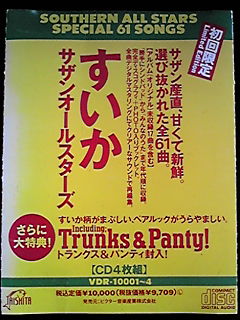 SOUTHERN ALL STARS
SPECIAL 61 SONGS
初回限定
Limited Edition
サザン産直、甘くて新鮮。
選び抜かれた全61曲。
すいか
サザンオールスターズ
すいか柄がまぶしい、ペアルックがうらやましい。
さらに
大特典!
Including;
Trunks & Panty!
トランクス&パンティ封入!
[CD4枚組]
VDR-10001~4
税込定価¥10,000(税抜¥9,709)
発売元:ビクター音楽産業株式会社
TAISHITA
COMPACT
disc
DIGITAL AUDIO